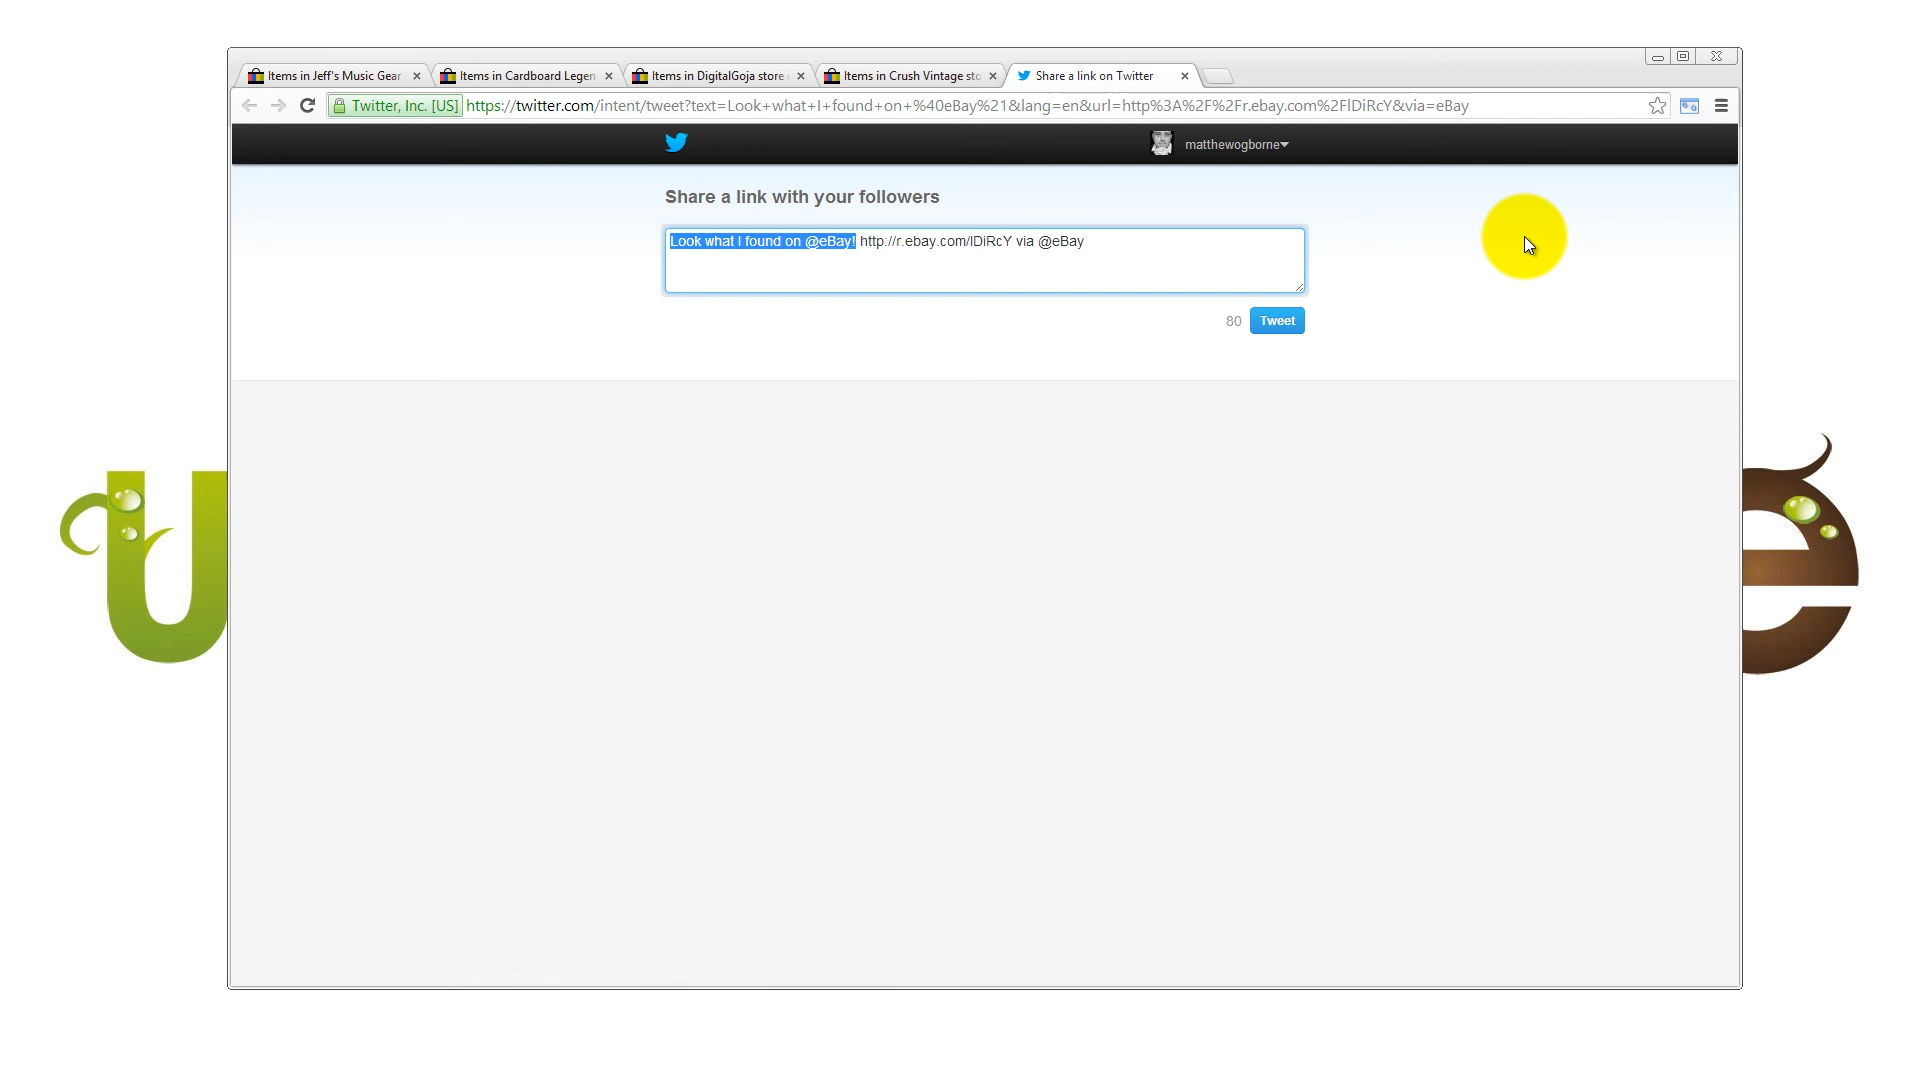 Items in Jeff's Music Gear
Items in Cardboard Legen
Items in DigitalGoja store
Items in Crush Vintage sto
Share a link on Twitter
Twitter, Inc. [US]
https://twitter.com/intent/tweet?text=Look+what+I+found+on+%40eBay%21&lang=en&url=http%3A%2F%2Fr.ebay.com%2FlDiRcY&via=eBay
matthewogborne
Share a link with your followers
Look what I found on @eBay! http://r.ebay.com/lDiRcY via @eBay
80
Tweet
u
e